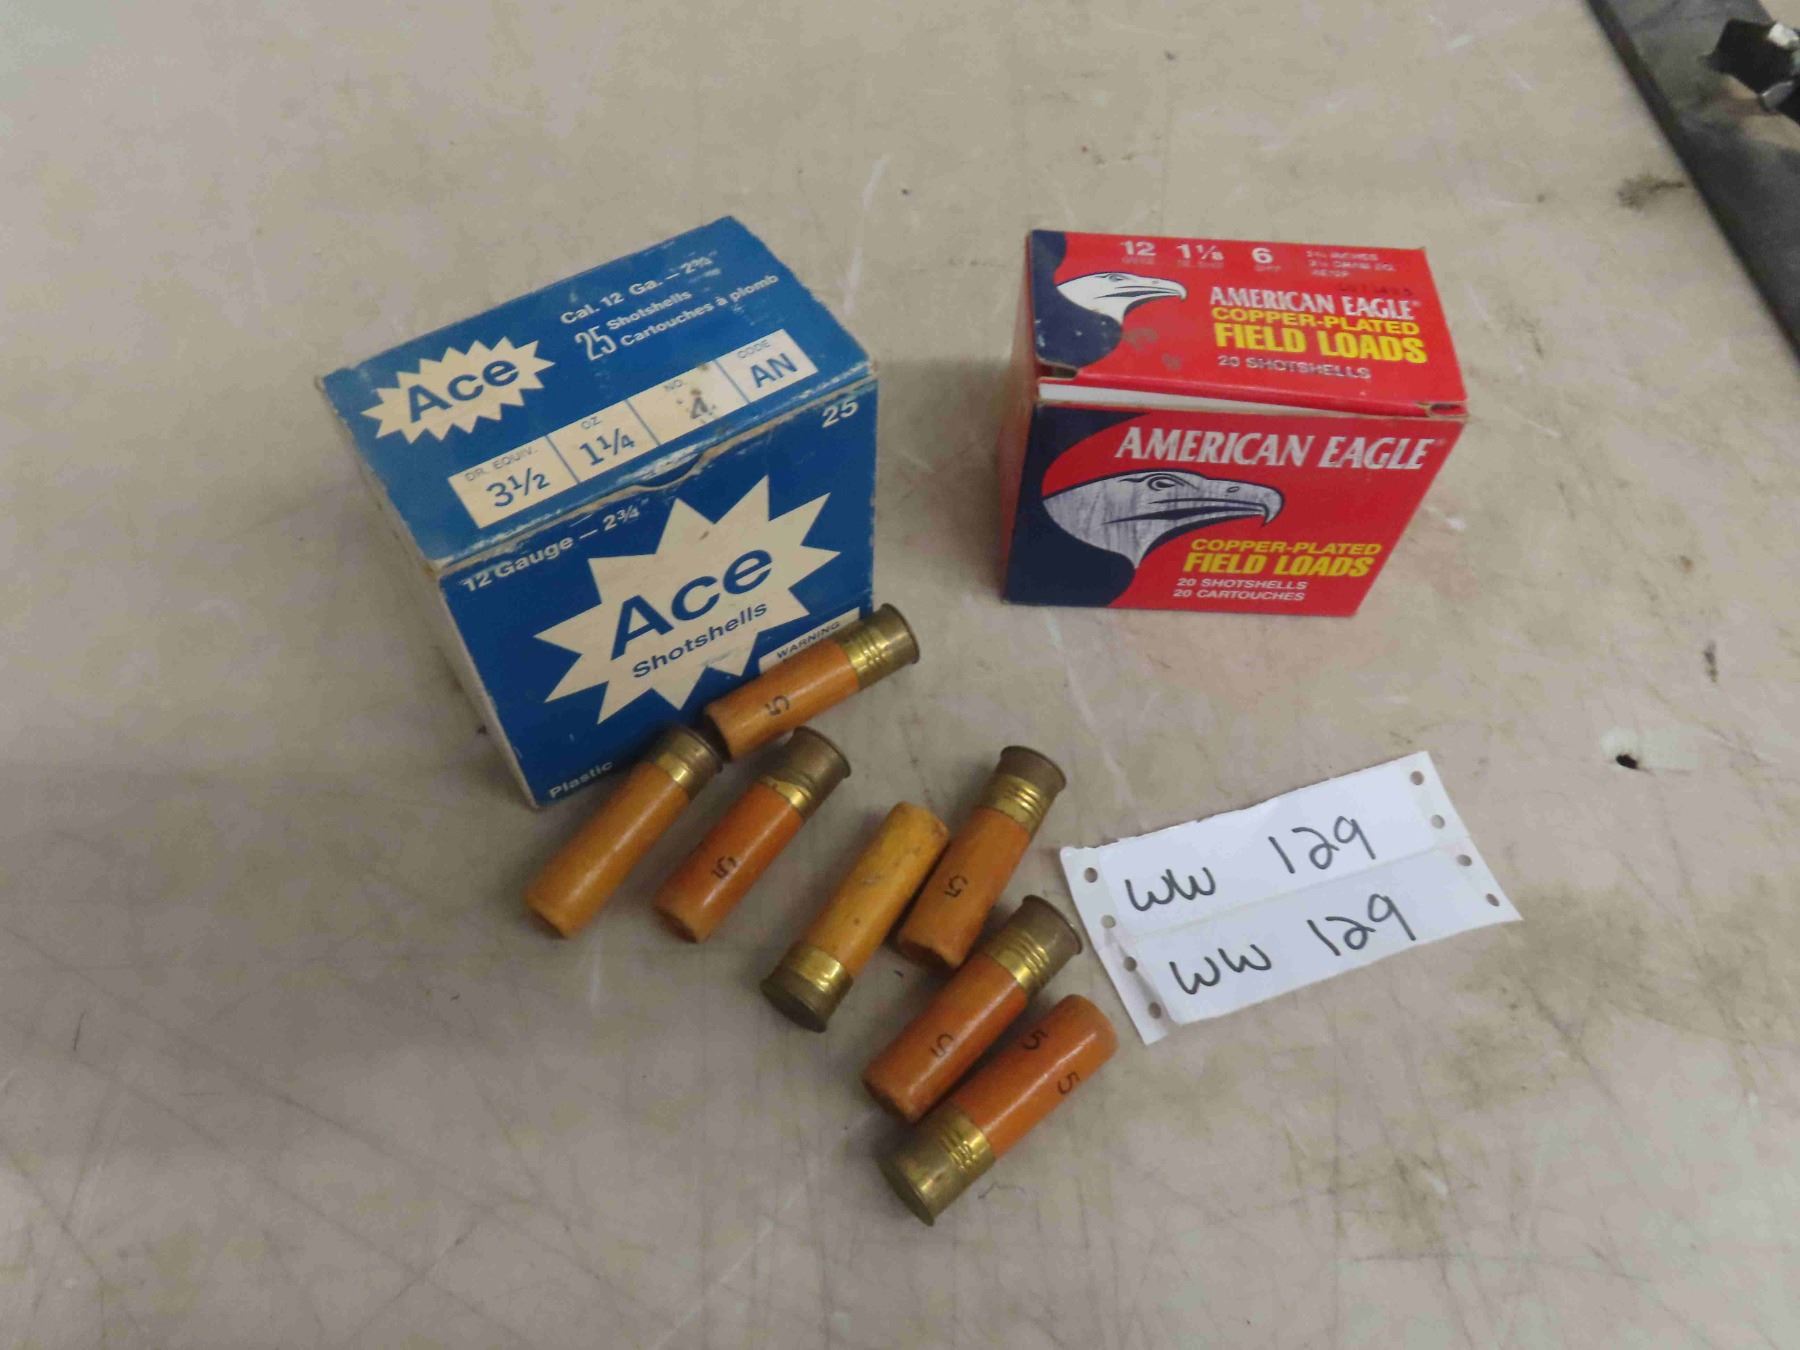 Cal. 12 Ga. — 2¾"
25 Shotshells
Cartouches à plomb
Ace
DR. EQUIV. OZ NO. CODE
3½ 1¼ 4 AN
25
12 Gauge — 2¾"
Ace
Shotshells
WARNING
Plastic
12 1⅛ 6
AMERICAN EAGLE®
COPPER-PLATED
FIELD LOADS
20 SHOTSHELLS
AMERICAN EAGLE®
COPPER-PLATED
FIELD LOADS
20 SHOTSHELLS
20 CARTOUCHES
5
5
5
5
5
5
WW 129
WW 129